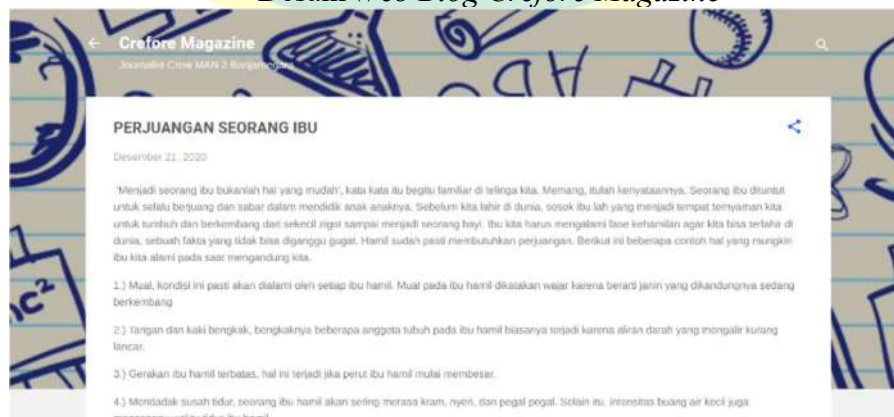 Crefore Magazine
Journalist Crew MAN 2 Banjarnegara
PERJUANGAN SEORANG IBU
Desember 21, 2020
"Menjadi seorang ibu bukanlah hal yang mudah", kata kata itu begitu familiar di telinga kita. Memang, itulah kenyataannya. Seorang ibu dituntut
untuk selalu berjuang dan sabar dalam mendidik anak anaknya. Sebelum kita lahir di dunia, sosok ibu lah yang menjadi tempat ternyaman kita
untuk tumbuh dan berkembang dari sekecil zigot sampai menjadi seorang bayi. Ibu kita harus mengalami fase kehamilan agar kita bisa terlahir di
dunia, sebuah fakta yang tidak bisa diganggu gugat. Hamil sudah pasti membutuhkan perjuangan. Berikut ini beberapa contoh hal yang mungkin
ibu kita alami pada saat mengandung kita.
1.) Mual, kondisi ini pasti akan dialami oleh setiap ibu hamil. Mual pada ibu hamil dikatakan wajar karena berarti janin yang dikandungnya sedang
berkembang
2.) Tangan dan kaki bengkak, bengkaknya beberapa anggota tubuh pada ibu hamil biasanya terjadi karena aliran darah yang mengalir kurang
lancar.
3.) Gerakan ibu hamil terbatas, hal ini terjadi jika perut ibu hamil mulai membesar.
4.) Mendadak susah tidur, seorang ibu hamil akan sering merasa kram, nyeri, dan pegal pegal. Selain itu, intensitas buang air kecil juga